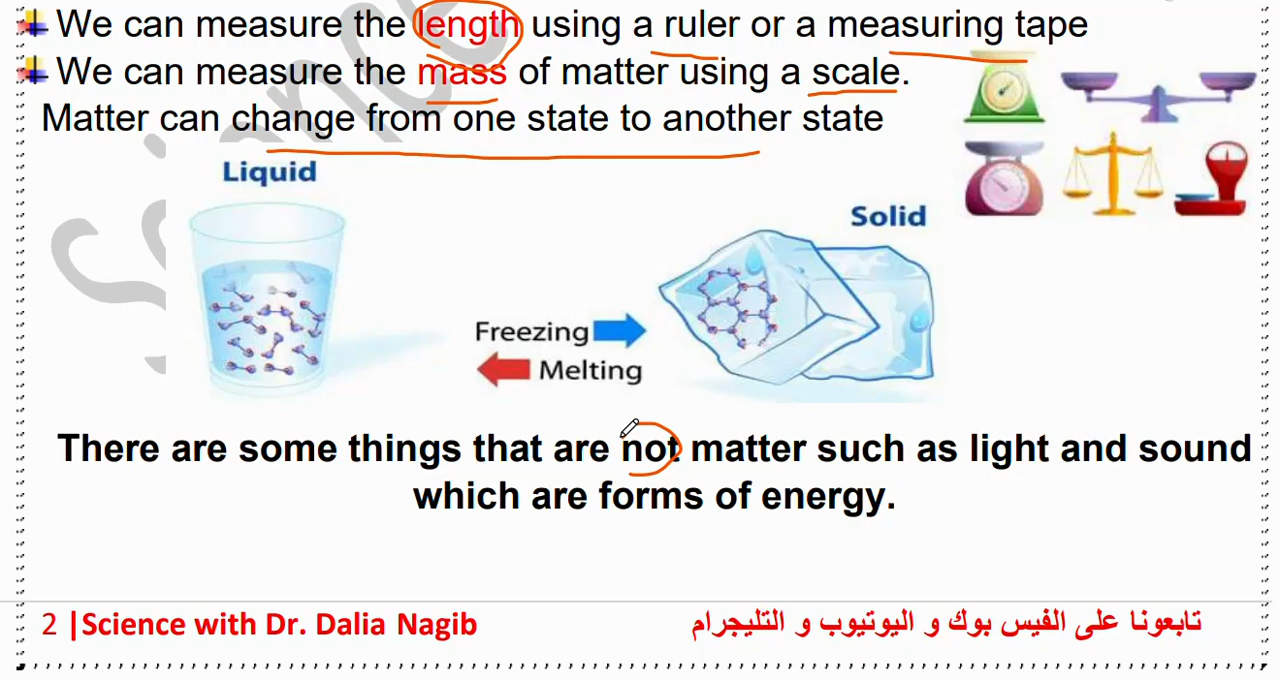 We can measure the length using a ruler or a measuring tape
We can measure the mass of matter using a scale.
Matter can change from one state to another state
Liquid
Solid
Freezing
Melting
There are some things that are not matter such as light and sound
which are forms of energy.
2 |Science with Dr. Dalia Nagib
تابعونا على الفيس بوك و اليوتيوب و التليجرام